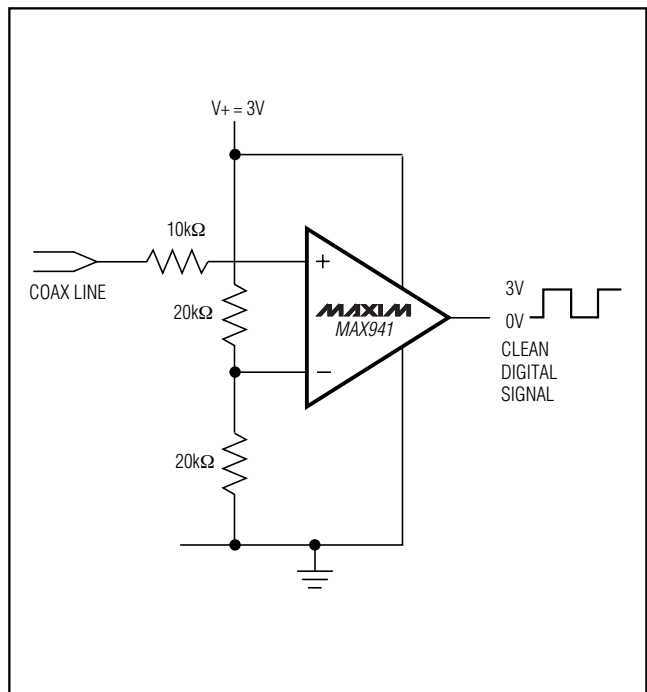 V+ = 3V
10kΩ
COAX LINE
20kΩ
+
MAXIM
MAX941
−
20kΩ
3V
0V
CLEAN
DIGITAL
SIGNAL